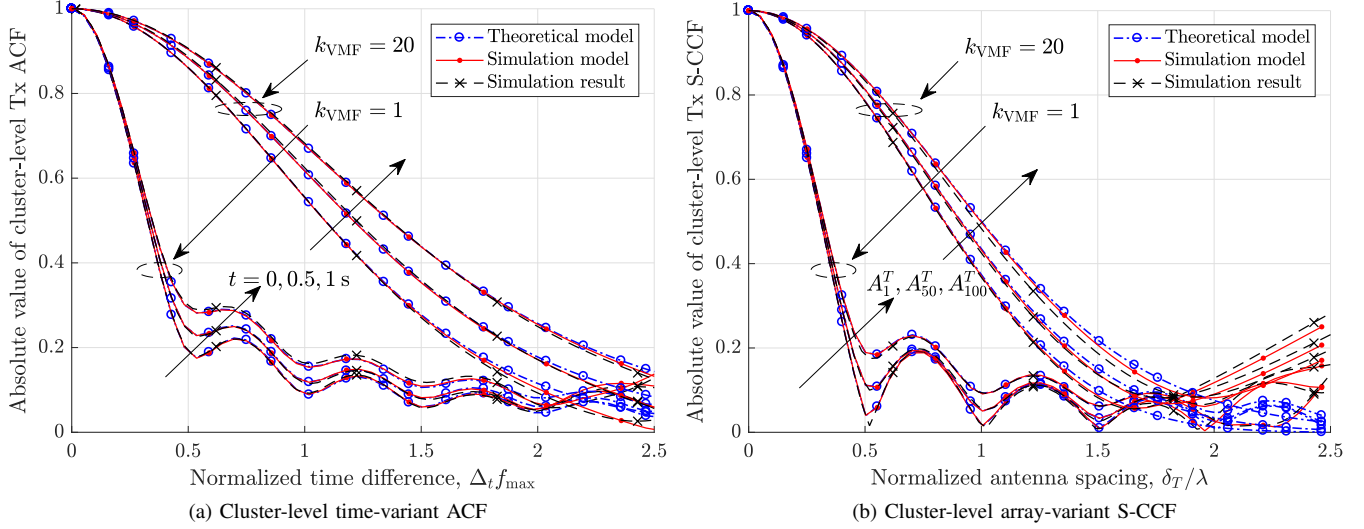 Absolute value of cluster-level Tx ACF
1
0.8
0.6
0.4
0.2
0
0
0.5
1
1.5
2
2.5
Normalized time difference, Δ_t f_max
Theoretical model
Simulation model
Simulation result
k_VMF = 20
k_VMF = 1
t = 0, 0.5, 1 s
(a) Cluster-level time-variant ACF
Absolute value of cluster-level Tx S-CCF
1
0.8
0.6
0.4
0.2
0
0
0.5
1
1.5
2
2.5
Normalized antenna spacing, δ_T/λ
Theoretical model
Simulation model
Simulation result
k_VMF = 20
k_VMF = 1
A_1^T, A_50^T, A_100^T
(b) Cluster-level array-variant S-CCF